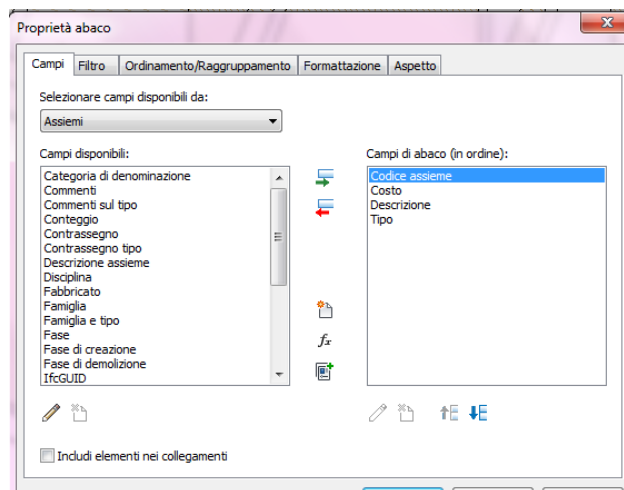 Proprietà abaco
Campi
Filtro
Ordinamento/Raggruppamento
Formattazione
Aspetto
Selezionare campi disponibili da:
Assiemi
Campi disponibili:
Categoria di denominazione
Commenti
Commenti sul tipo
Conteggio
Contrassegno
Contrassegno tipo
Descrizione assieme
Disciplina
Fabbricato
Famiglia
Famiglia e tipo
Fase
Fase di creazione
Fase di demolizione
IfcGUID
fx
Campi di abaco (in ordine):
Codice assieme
Costo
Descrizione
Tipo
Includi elementi nei collegamenti